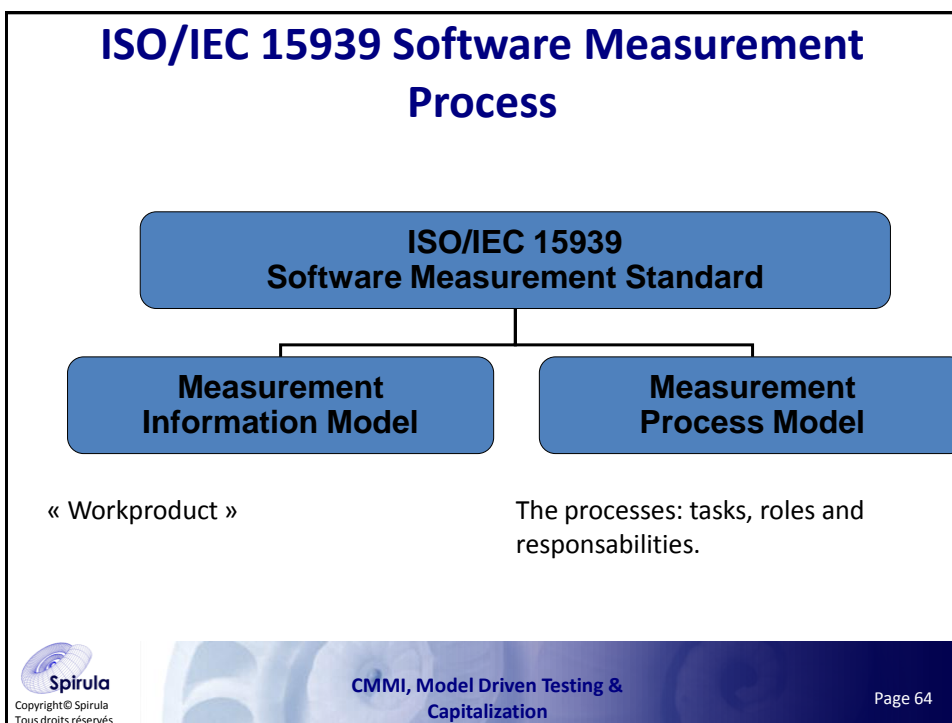 ISO/IEC 15939 Software Measurement
Process
ISO/IEC 15939
Software Measurement Standard
Measurement
Information Model
Measurement
Process Model
« Workproduct »
The processes: tasks, roles and
responsabilities.
Spirula
Copyright© Spirula
Tous droits réservés
CMMI, Model Driven Testing &
Capitalization
Page 64